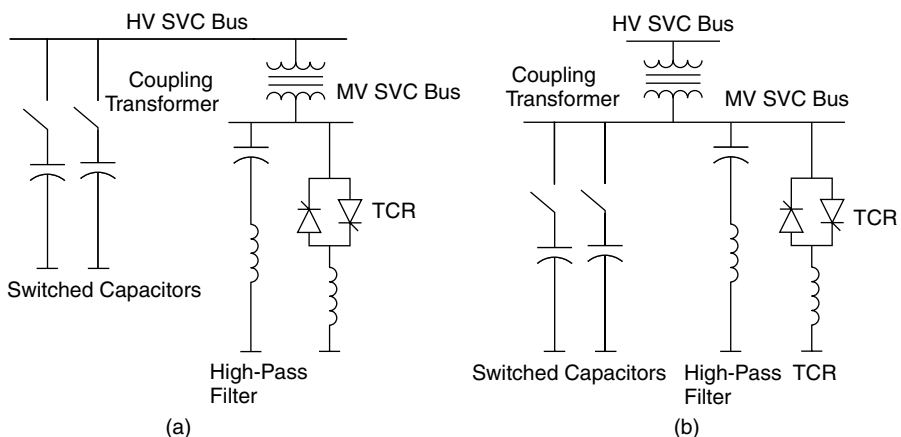 HV SVC Bus
Coupling
Transformer
MV SVC Bus
TCR
Switched Capacitors
High-Pass
Filter
(a)
HV SVC Bus
Coupling
Transformer
MV SVC Bus
TCR
Switched Capacitors
High-Pass
Filter
TCR
(b)